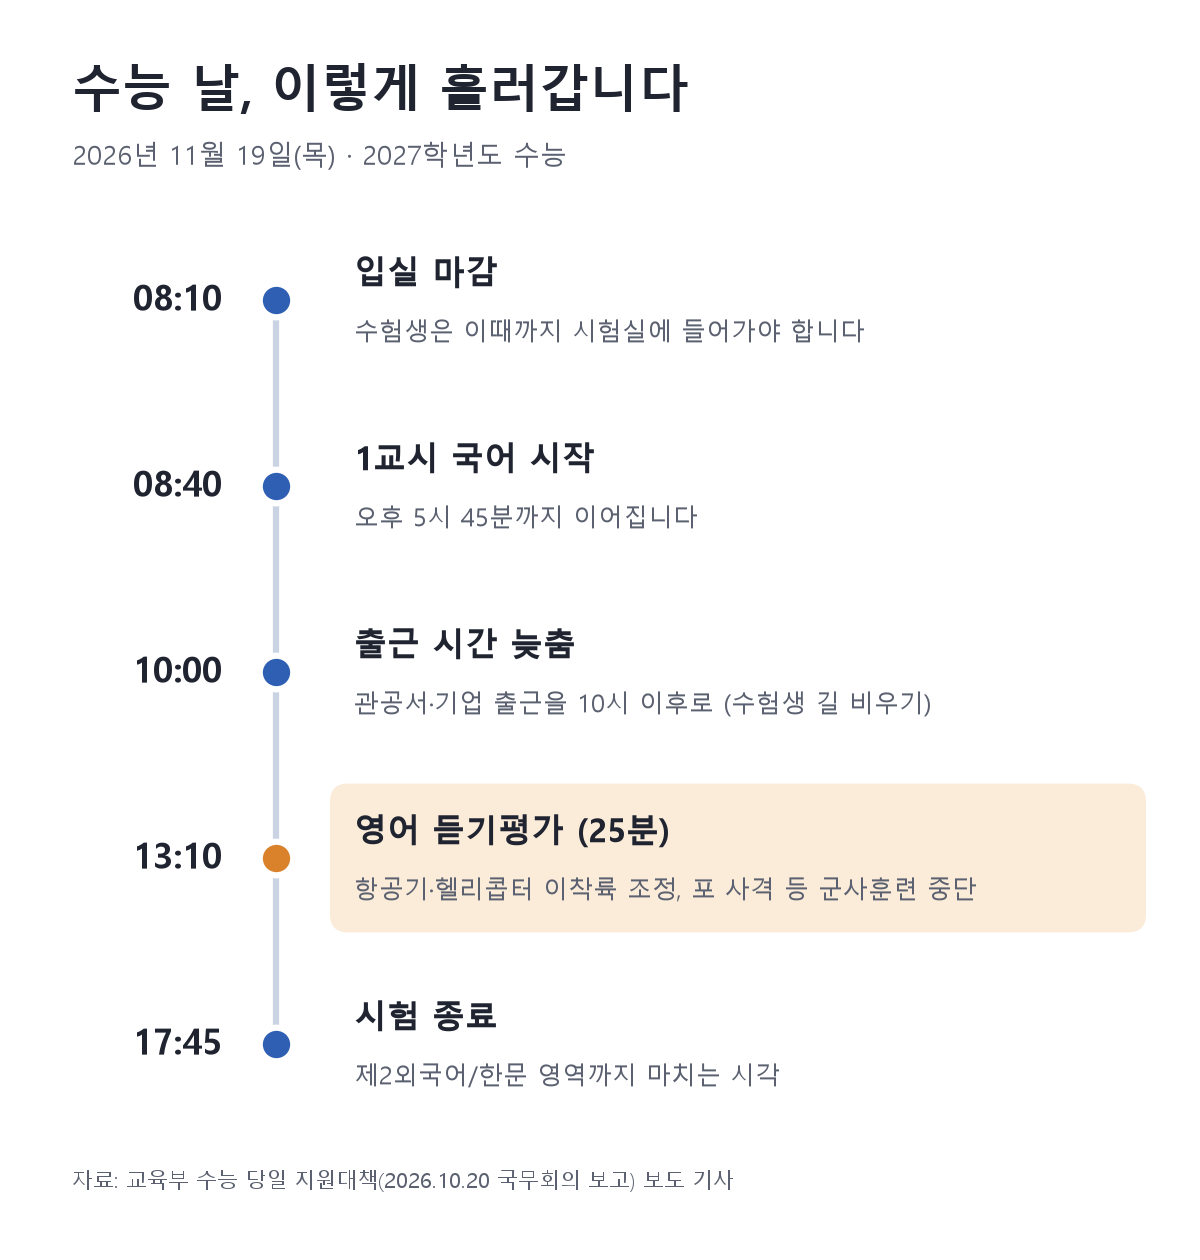 수능 날, 이렇게 흘러갑니다
2026년 11월 19일(목) · 2027학년도 수능
08:10
입실 마감
수험생은 이때까지 시험실에 들어가야 합니다
08:40
1교시 국어 시작
오후 5시 45분까지 이어집니다
10:00
출근 시간 늦춤
관공서·기업 출근을 10시 이후로 (수험생 길 비우기)
13:10
영어 듣기평가 (25분)
항공기·헬리콥터 이착륙 조정, 포 사격 등 군사훈련 중단
17:45
시험 종료
제2외국어/한문 영역까지 마치는 시각
자료: 교육부 수능 당일 지원대책(2026.10.20 국무회의 보고) 보도 기사